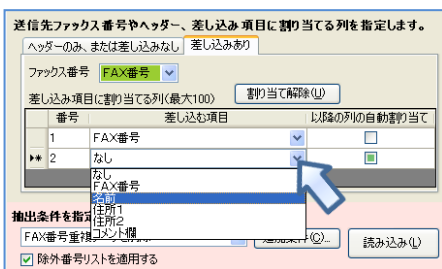 送信先ファックス番号やヘッダー、差し込み項目に割り当てる列を指定します。
ヘッダーのみ、または差し込みなし 差し込みあり
ファックス番号 FAX番号
差し込み項目に割り当てる列(最大100) 割り当て解除(U)
番号 差し込む項目 以降の列の自動割り当て
1 FAX番号
2 なし
なし
FAX番号
名前
住所1
住所2
コメント欄
抽出条件を指定
FAX番号重複
(C)... 読み込み(L)
除外番号リストを適用する